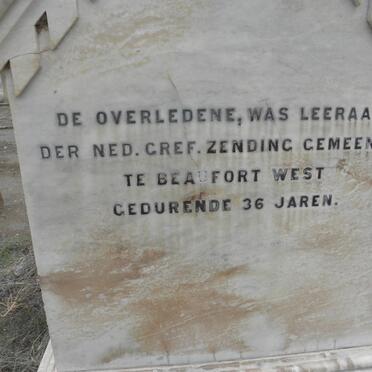 DE OVERLEDENE, WAS LEERAA
DER NED. GREF. ZENDING GEMEEN
TE BEAUFORT WEST
GEDURENDE 36 JAREN.